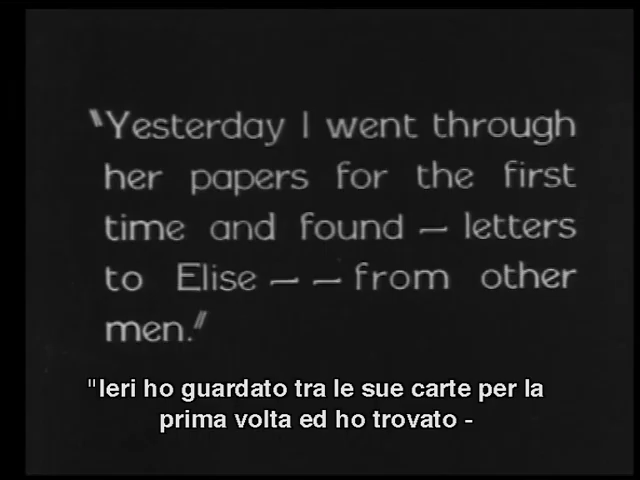 "Yesterday I went through
her papers for the first
time and found — letters
to Elise — — from other
men."
"Ieri ho guardato tra le sue carte per la
prima volta ed ho trovato -